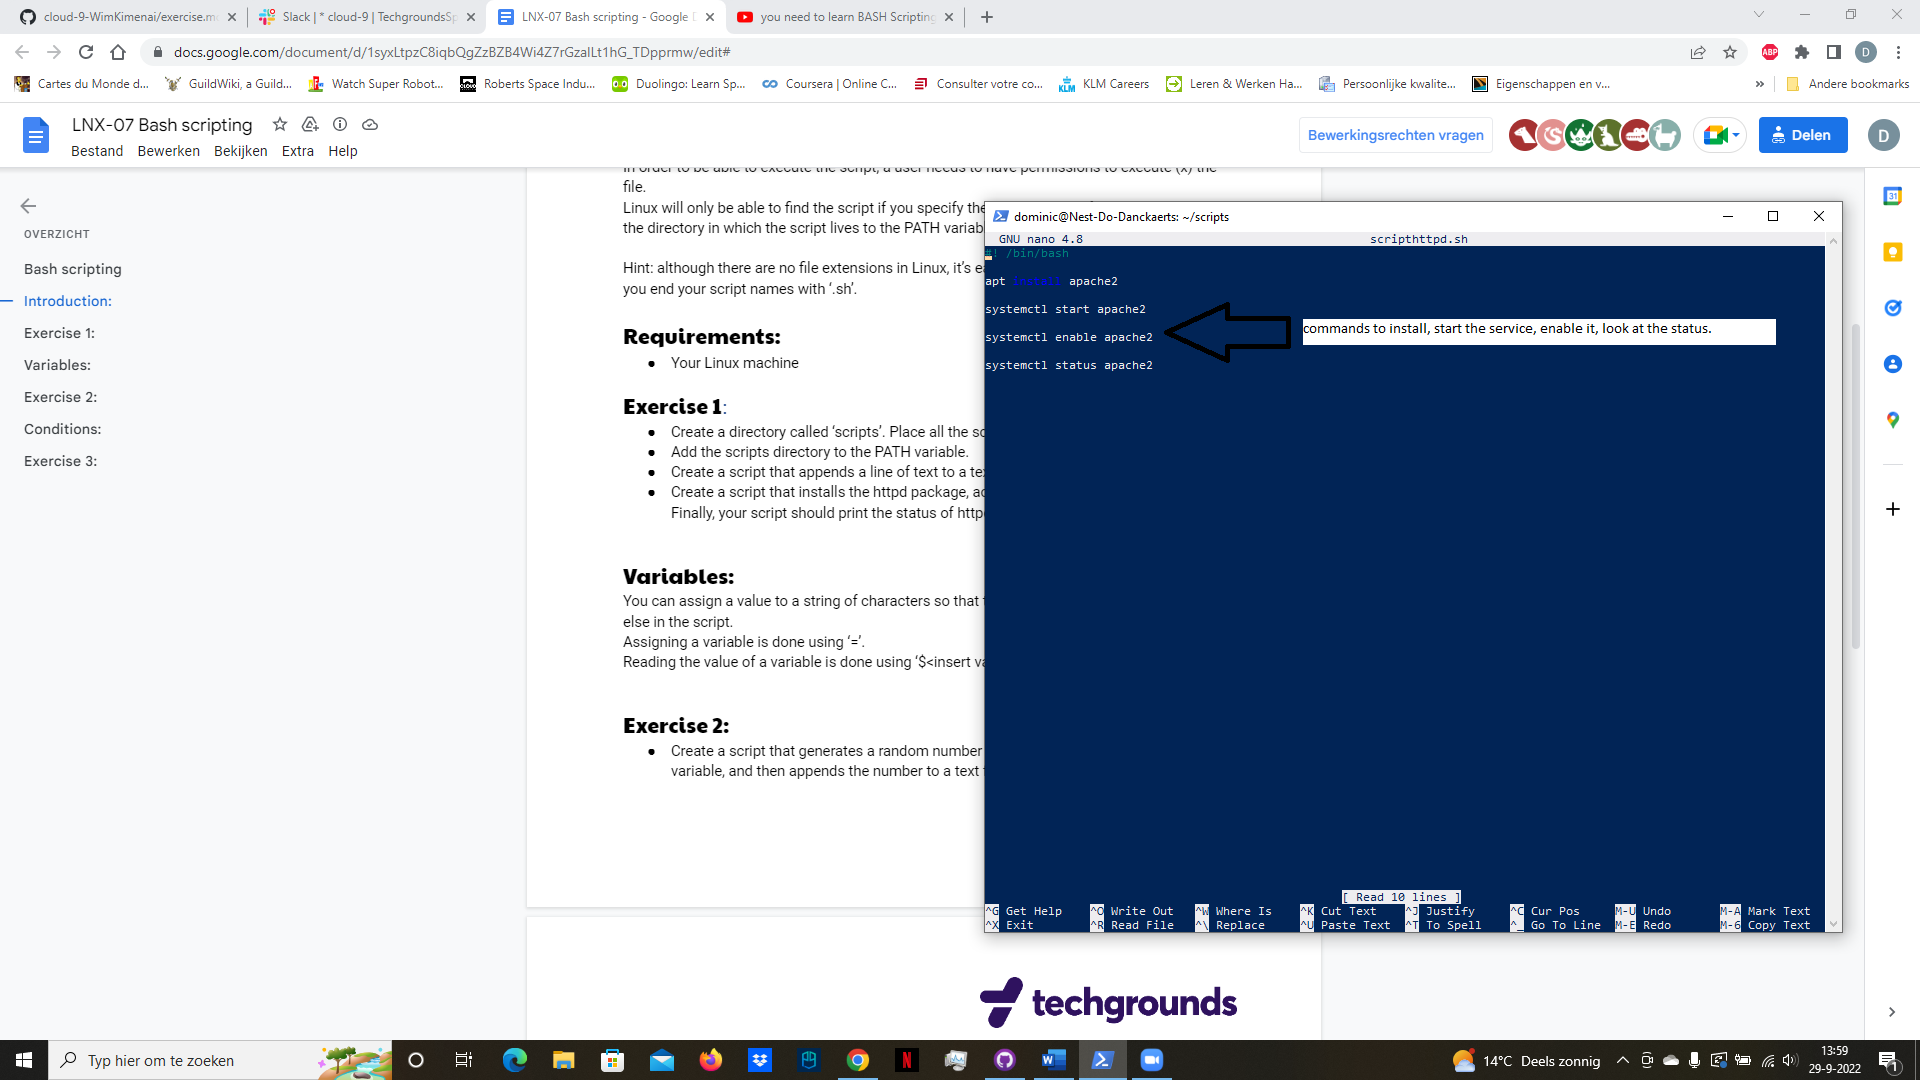 cloud-9-WimKimenai/exercise.m
Slack | * cloud-9 | TechgroundsSp
LNX-07 Bash scripting - Google D
you need to learn BASH Scripting
docs.google.com/document/d/1syxLtpzC8iqbQgZzBZB4Wi4Z7rGzalLt1hG_TDpprmw/edit#
ABP
D
Cartes du Monde d...
GuildWiki, a Guild...
Watch Super Robot...
Roberts Space Indu...
Duolingo: Learn Sp...
Coursera | Online C...
Consulter votre co...
KLM Careers
Leren & Werken Ha...
Persoonlijke kwalite...
Eigenschappen en v...
»
Andere bookmarks
LNX-07 Bash scripting
Bestand Bewerken Bekijken Extra Help
Bewerkingsrechten vragen
Delen
D
OVERZICHT
Bash scripting
Introduction:
Exercise 1:
Variables:
Exercise 2:
Conditions:
Exercise 3:
In order to be able to execute the script, a user needs to have permissions to execute (x) the
file.
Linux will only be able to find the script if you specify the
the directory in which the script lives to the PATH variab
Hint: although there are no file extensions in Linux, it's ea
you end your script names with '.sh'.
Requirements:
● Your Linux machine
Exercise 1:
● Create a directory called 'scripts'. Place all the sc
● Add the scripts directory to the PATH variable.
● Create a script that appends a line of text to a te
● Create a script that installs the httpd package, ac
Finally, your script should print the status of http
Variables:
You can assign a value to a string of characters so that t
else in the script.
Assigning a variable is done using '='.
Reading the value of a variable is done using '$<insert va
Exercise 2:
● Create a script that generates a random number
variable, and then appends the number to a text
techgrounds
dominic@Nest-Do-Danckaerts: ~/scripts
GNU nano 4.8 scripthttpd.sh
#! /bin/bash
apt install apache2
systemctl start apache2
systemctl enable apache2
systemctl status apache2
commands to install, start the service, enable it, look at the status.
[ Read 10 lines ]
^G Get Help ^O Write Out ^W Where Is ^K Cut Text ^J Justify ^C Cur Pos M-U Undo M-A Mark Text
^X Exit ^R Read File ^\ Replace ^U Paste Text ^T To Spell ^_ Go To Line M-E Redo M-6 Copy Text
31
Typ hier om te zoeken
14°C Deels zonnig
13:59
29-9-2022
1